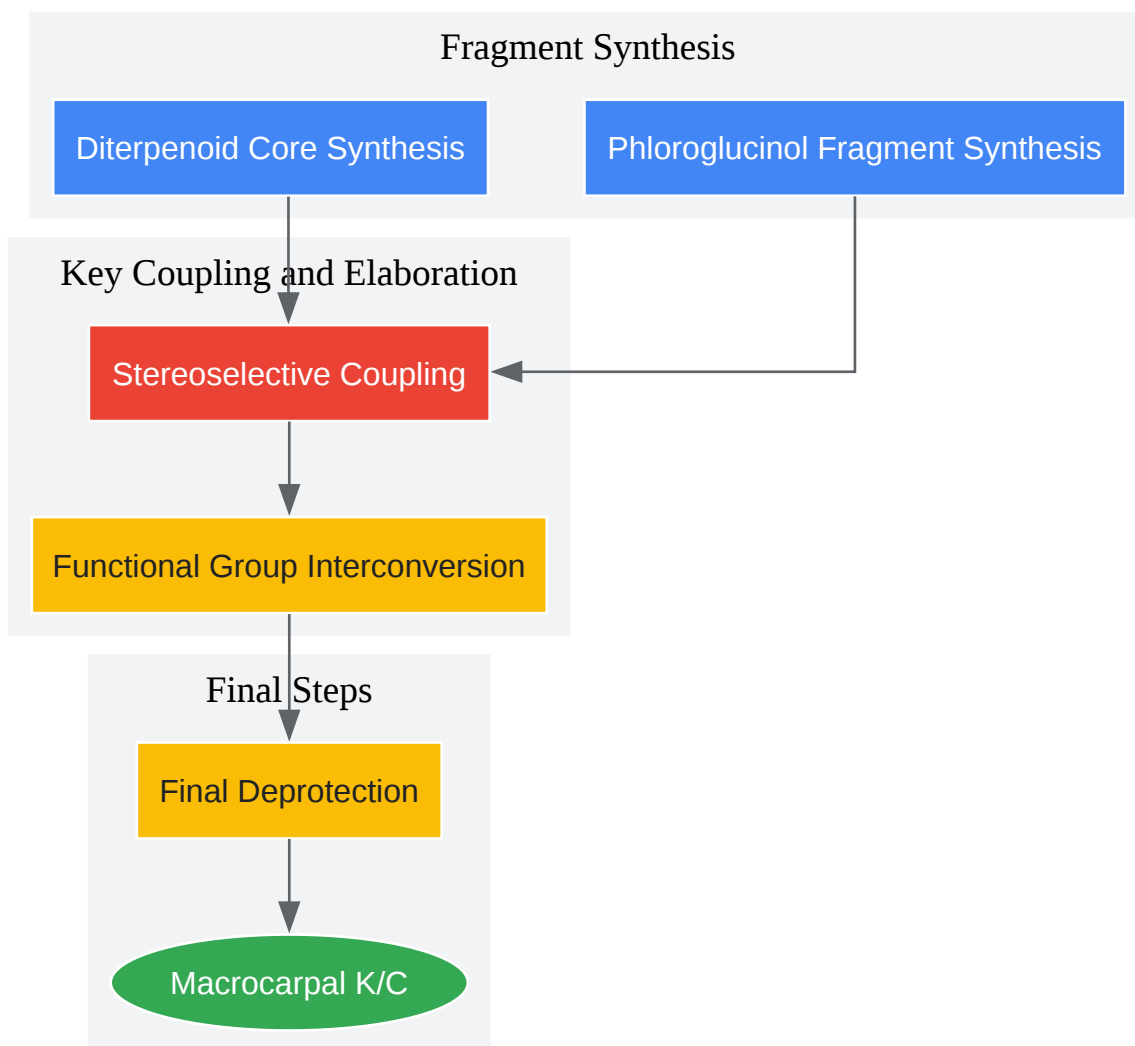 Fragment Synthesis
Diterpenoid Core Synthesis
Phloroglucinol Fragment Synthesis
Key Coupling and Elaboration
Stereoselective Coupling
Functional Group Interconversion
Final Steps
Final Deprotection
Macrocarpal K/C